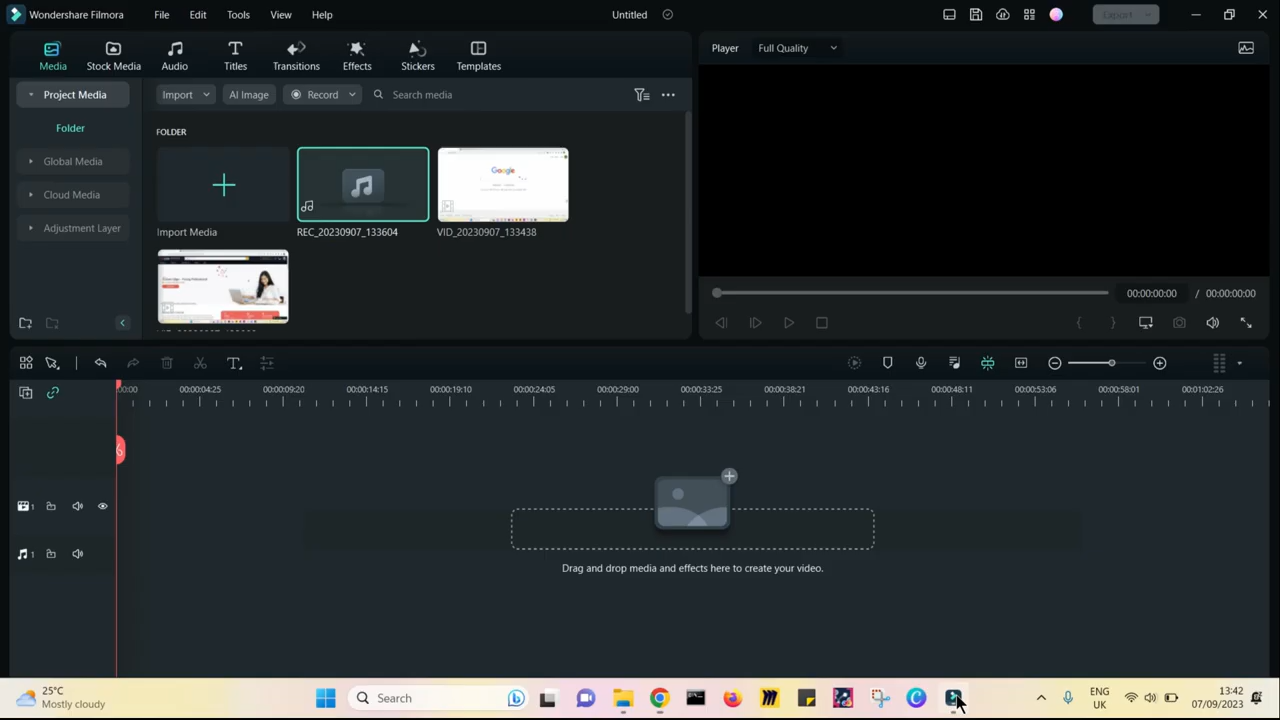 Wondershare Filmora File Edit Tools View Help Untitled Export
Media Stock Media Audio Titles Transitions Effects Stickers Templates
Player Full Quality
Project Media
Import AI Image Record Search media
Folder
FOLDER
Global Media
Cloud Media
Import Media REC_20230907_133604 VID_20230907_133438
Google
00:00:00:00 / 00:00:00:00
00:00 00:00:04:25 00:00:09:20 00:00:14:15 00:00:19:10 00:00:24:05 00:00:29:00 00:00:33:25 00:00:38:21 00:00:43:16 00:00:48:11 00:00:53:06 00:00:58:01 00:01:02:26
1
1
Drag and drop media and effects here to create your video.
25°C
Mostly cloudy
Search
ENG
UK
13:42
07/09/2023